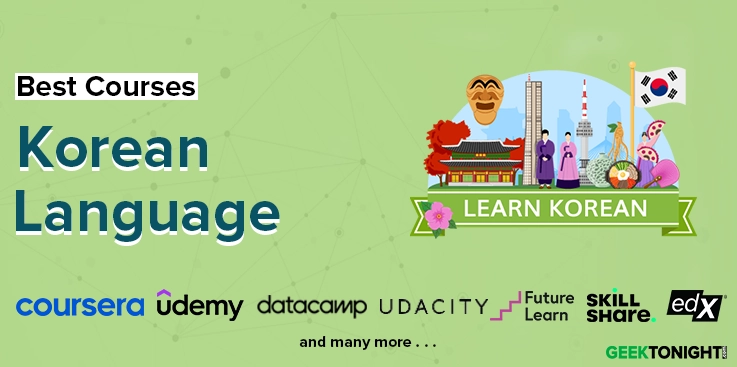 Best Courses
Korean
Language
LEARN KOREAN
coursera
udemy
datacamp
UDACITY
Future
Learn
SKILL
SHare.
edX
and many more . . .
GEEKTONIGHT